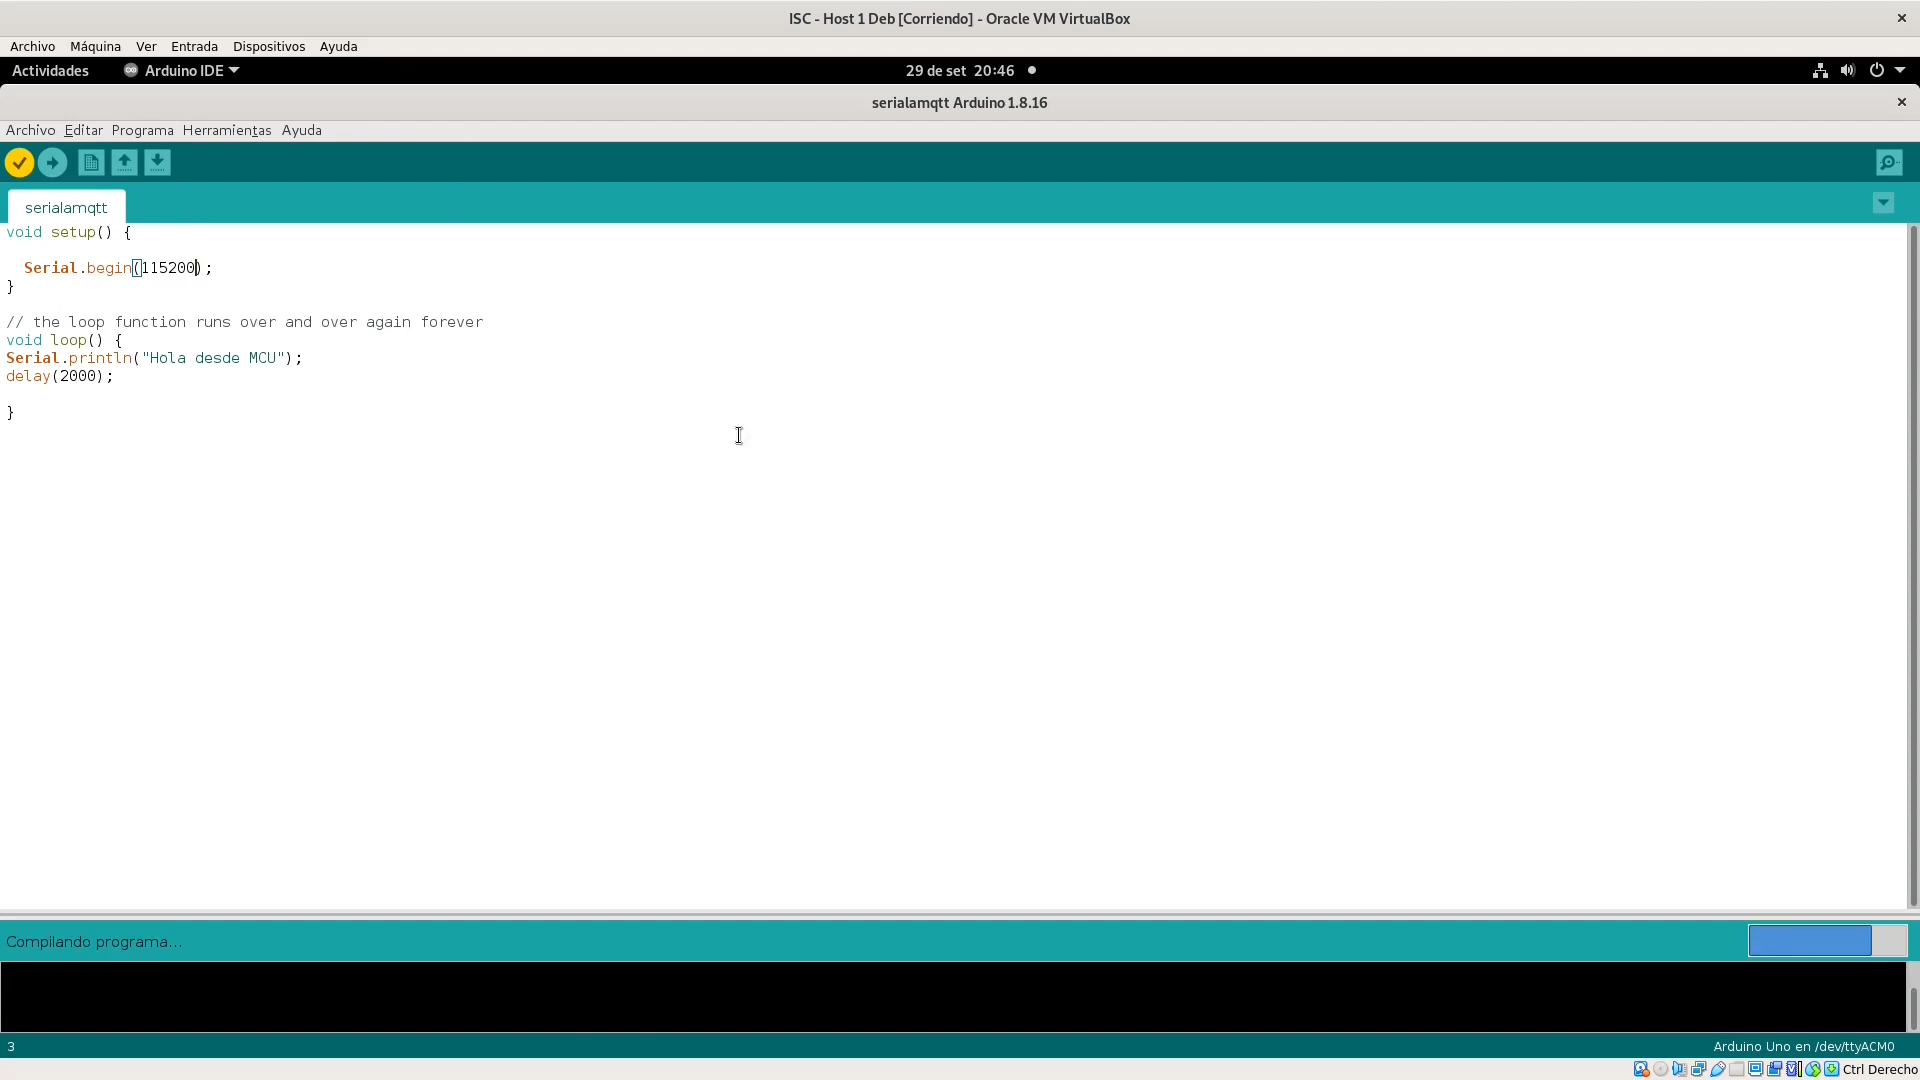 ISC - Host 1 Deb [Corriendo] - Oracle VM VirtualBox
Archivo Máquina Ver Entrada Dispositivos Ayuda
Actividades Arduino IDE 29 de set 20:46
serialamqtt Arduino 1.8.16
Archivo Editar Programa Herramientas Ayuda
serialamqtt
void setup() {
Serial.begin(115200);
}
// the loop function runs over and over again forever
void loop() {
Serial.println("Hola desde MCU");
delay(2000);
}
Compilando programa...
3 Arduino Uno en /dev/ttyACM0
Ctrl Derecho